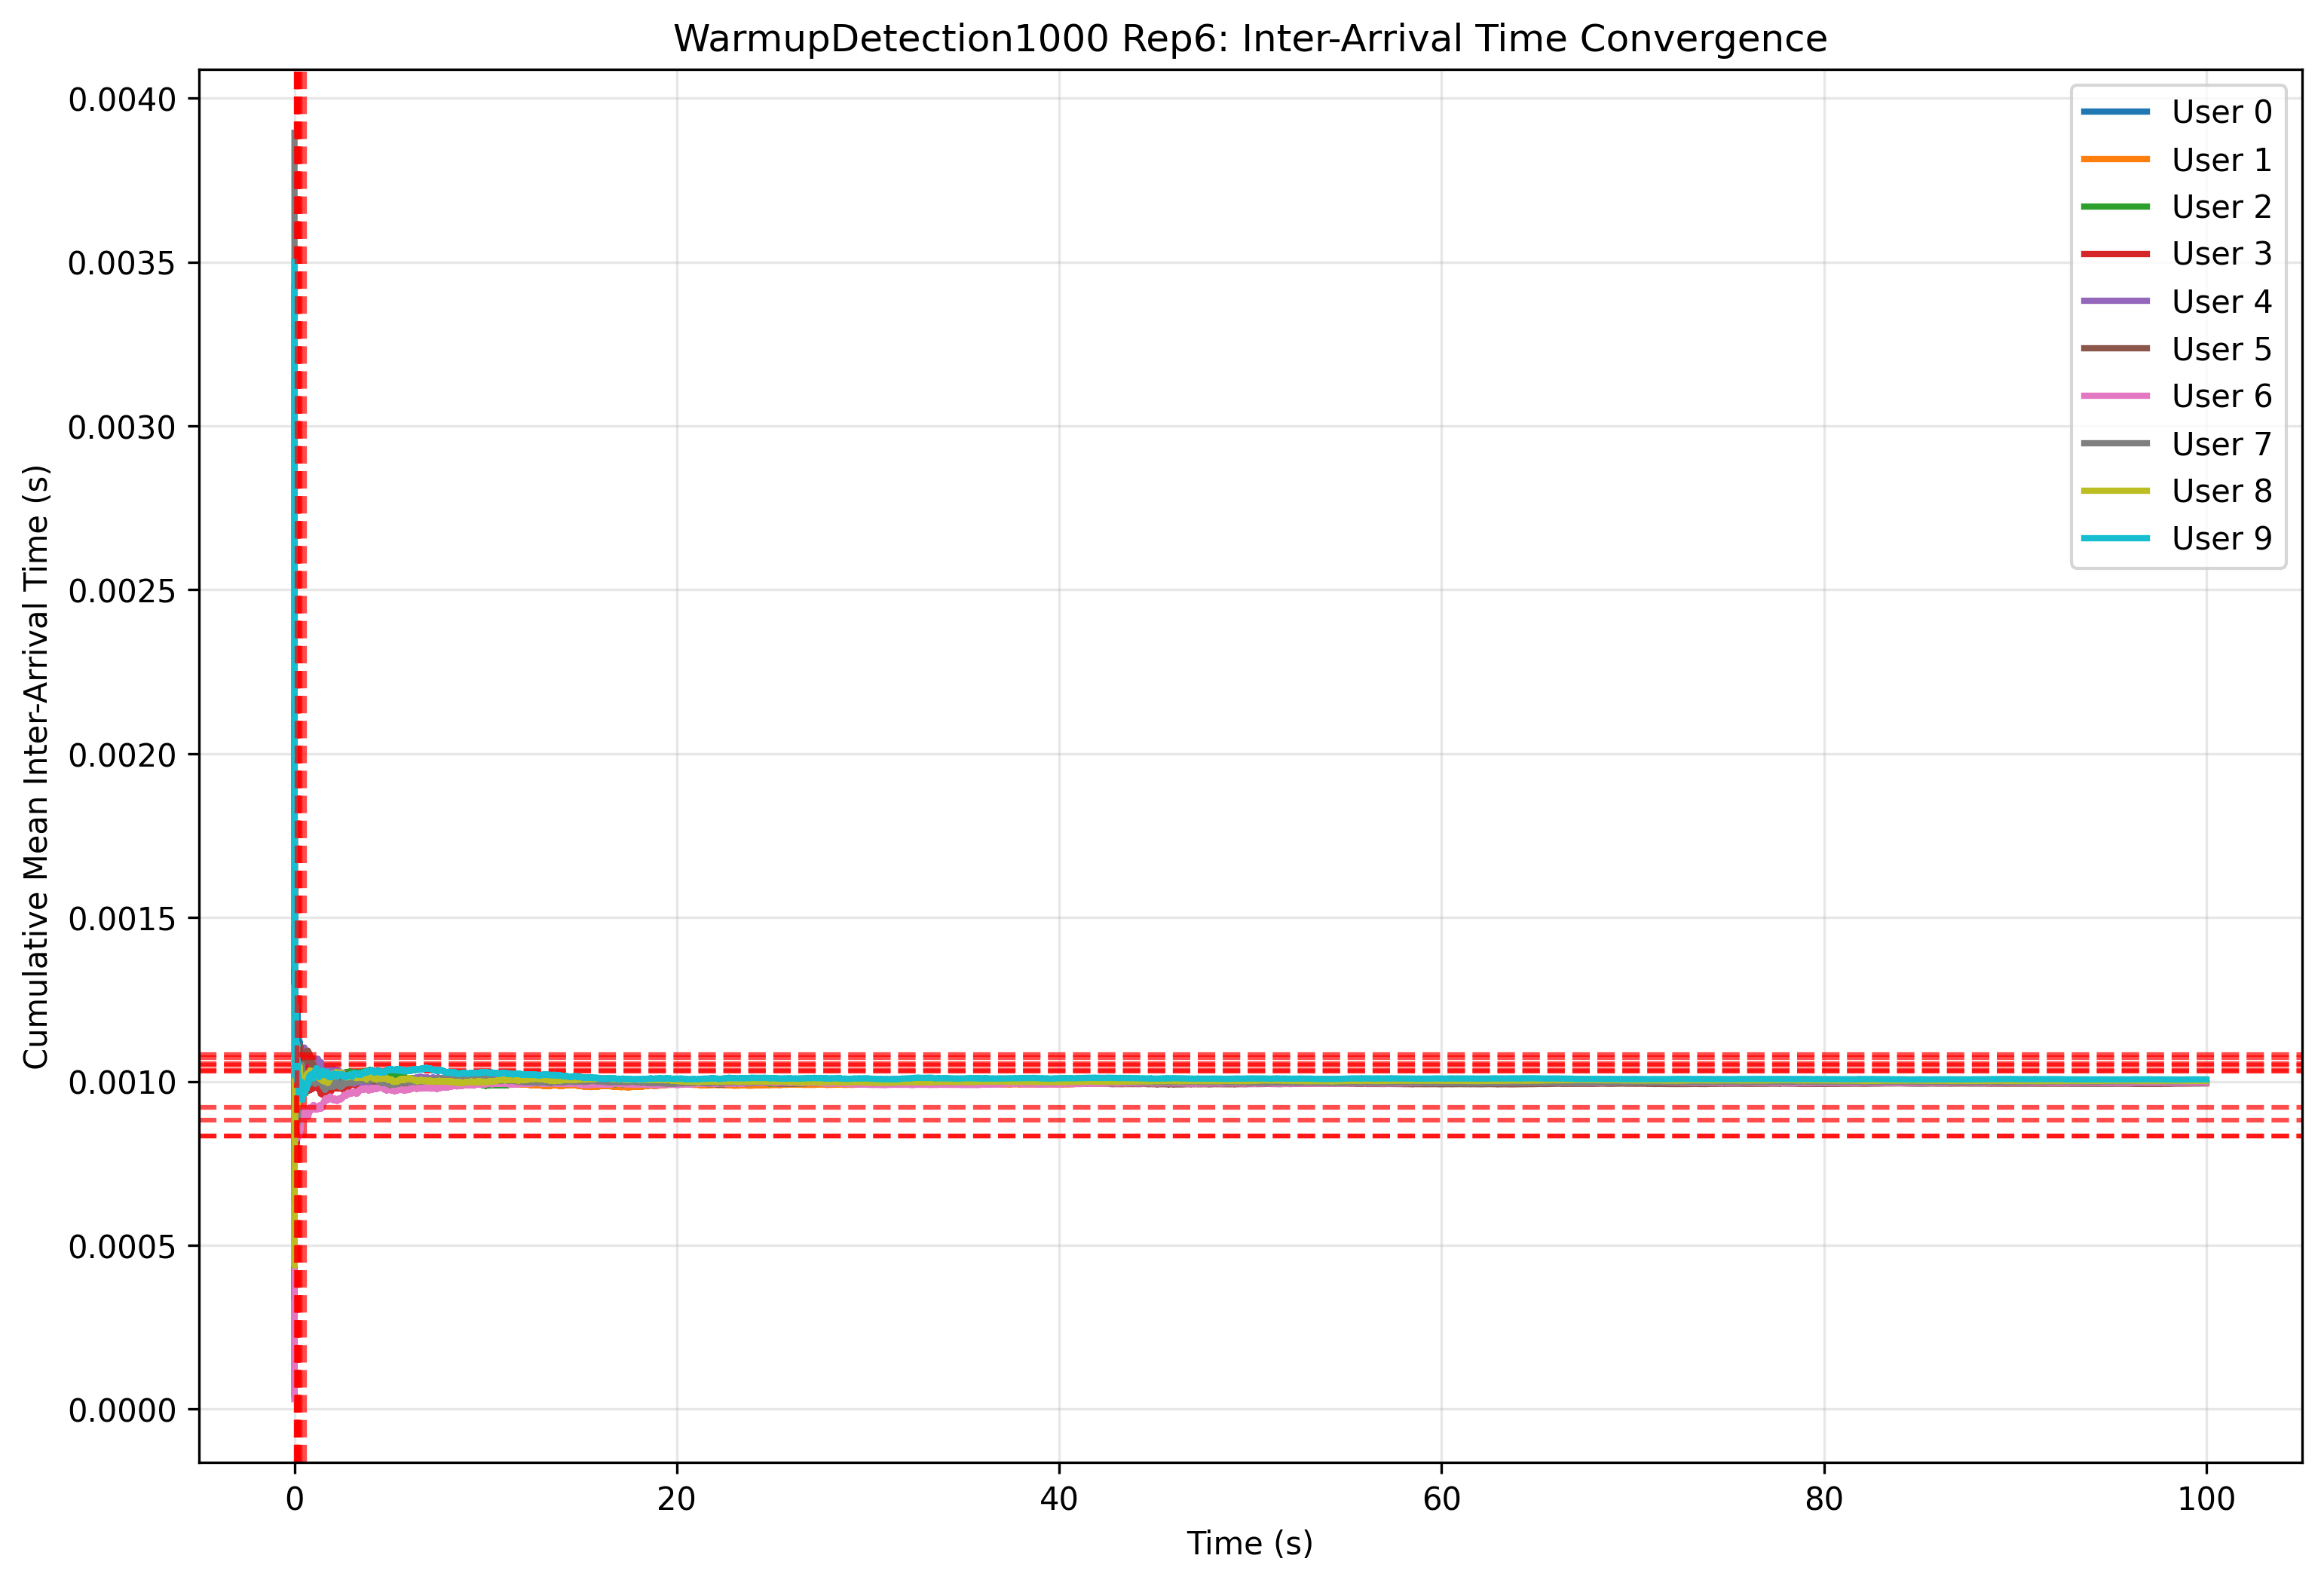 WarmupDetection1000 Rep6: Inter-Arrival Time Convergence
Cumulative Mean Inter-Arrival Time (s)
0.0040
0.0035
0.0030
0.0025
0.0020
0.0015
0.0010
0.0005
0.0000
User 0
User 1
User 2
User 3
User 4
User 5
User 6
User 7
User 8
User 9
0 20 40 60 80 100
Time (s)